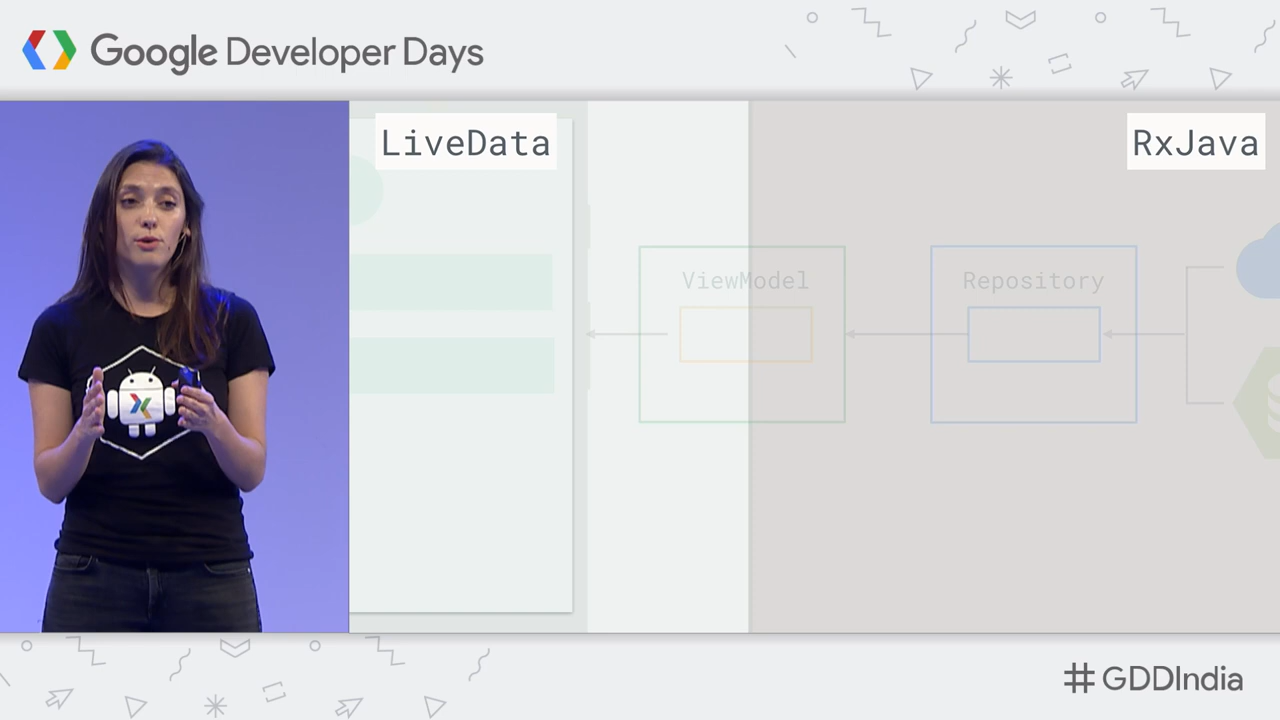 Google Developer Days
LiveData
RxJava
ViewModel
Repository
#GDDIndia